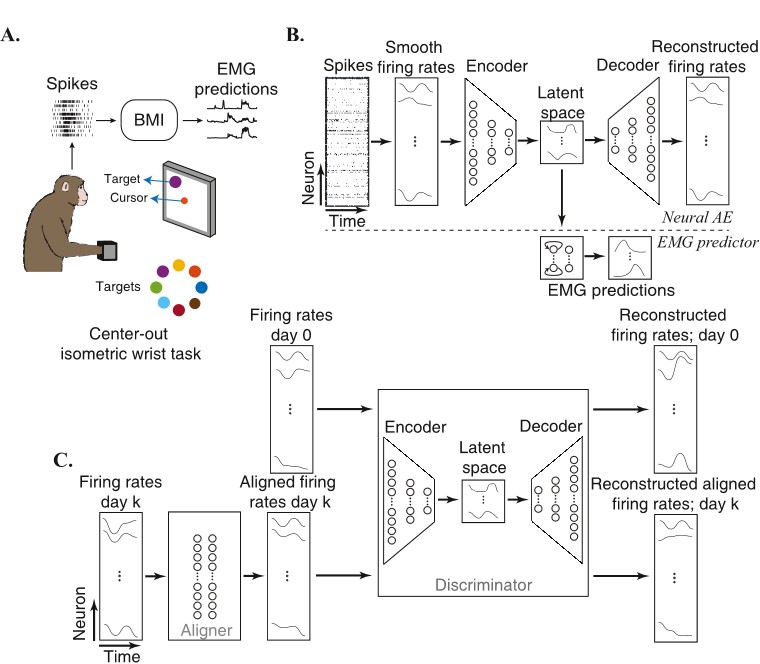 A.
Spikes
BMI
EMG
predictions
Target
Cursor
Targets
Center-out
isometric wrist task
B.
Spikes
Smooth
firing rates
Encoder
Latent
space
Decoder
Reconstructed
firing rates
Neuron
Time
Neural AE
EMG predictor
EMG predictions
C.
Firing rates
day 0
Reconstructed
firing rates; day 0
Encoder
Latent
space
Decoder
Discriminator
Firing rates
day k
Aligner
Aligned firing
rates day k
Reconstructed aligned
firing rates; day k
Neuron
Time